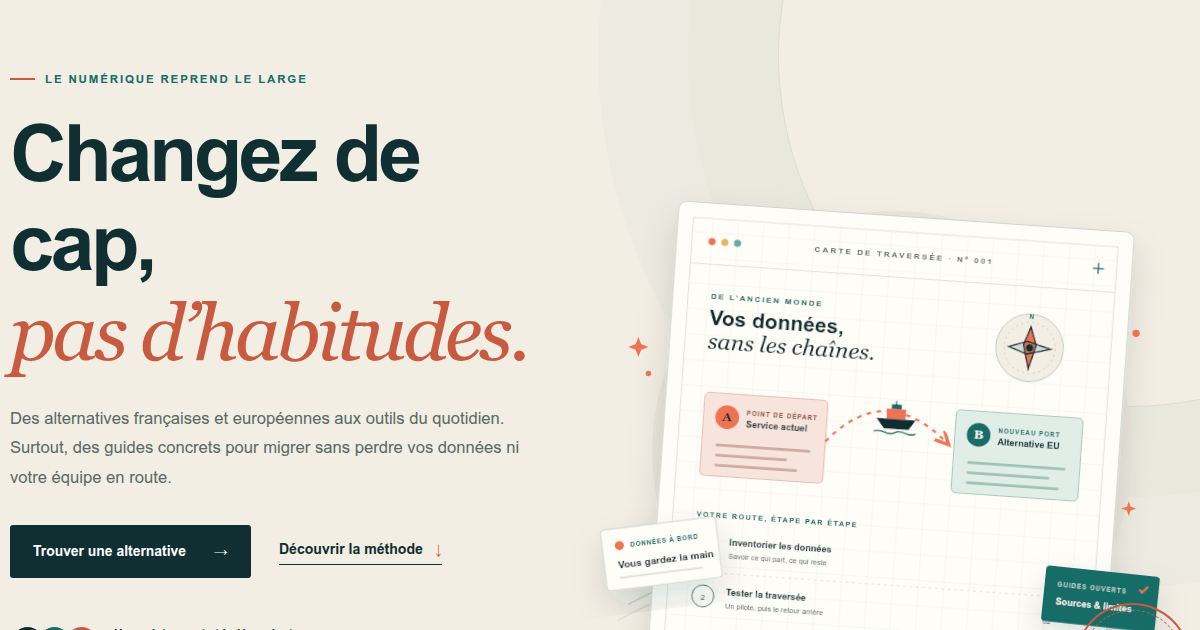 LE NUMÉRIQUE REPREND LE LARGE
Changez de
cap,
pas d’habitudes.
Des alternatives françaises et européennes aux outils du quotidien.
Surtout, des guides concrets pour migrer sans perdre vos données ni
votre équipe en route.
Trouver une alternative →
Découvrir la méthode ↓
CARTE DE TRAVERSÉE · N° 001
DE L'ANCIEN MONDE
Vos données,
sans les chaînes.
N
A
POINT DE DÉPART
Service actuel
B
NOUVEAU PORT
Alternative EU
VOTRE ROUTE, ÉTAPE PAR ÉTAPE
DONNÉES À BORD
Vous gardez la main
Inventorier les données
Savoir ce qui part, ce qui reste
2
Tester la traversée
Un pilote, puis le retour arrière
GUIDES OUVERTS
Sources & limites